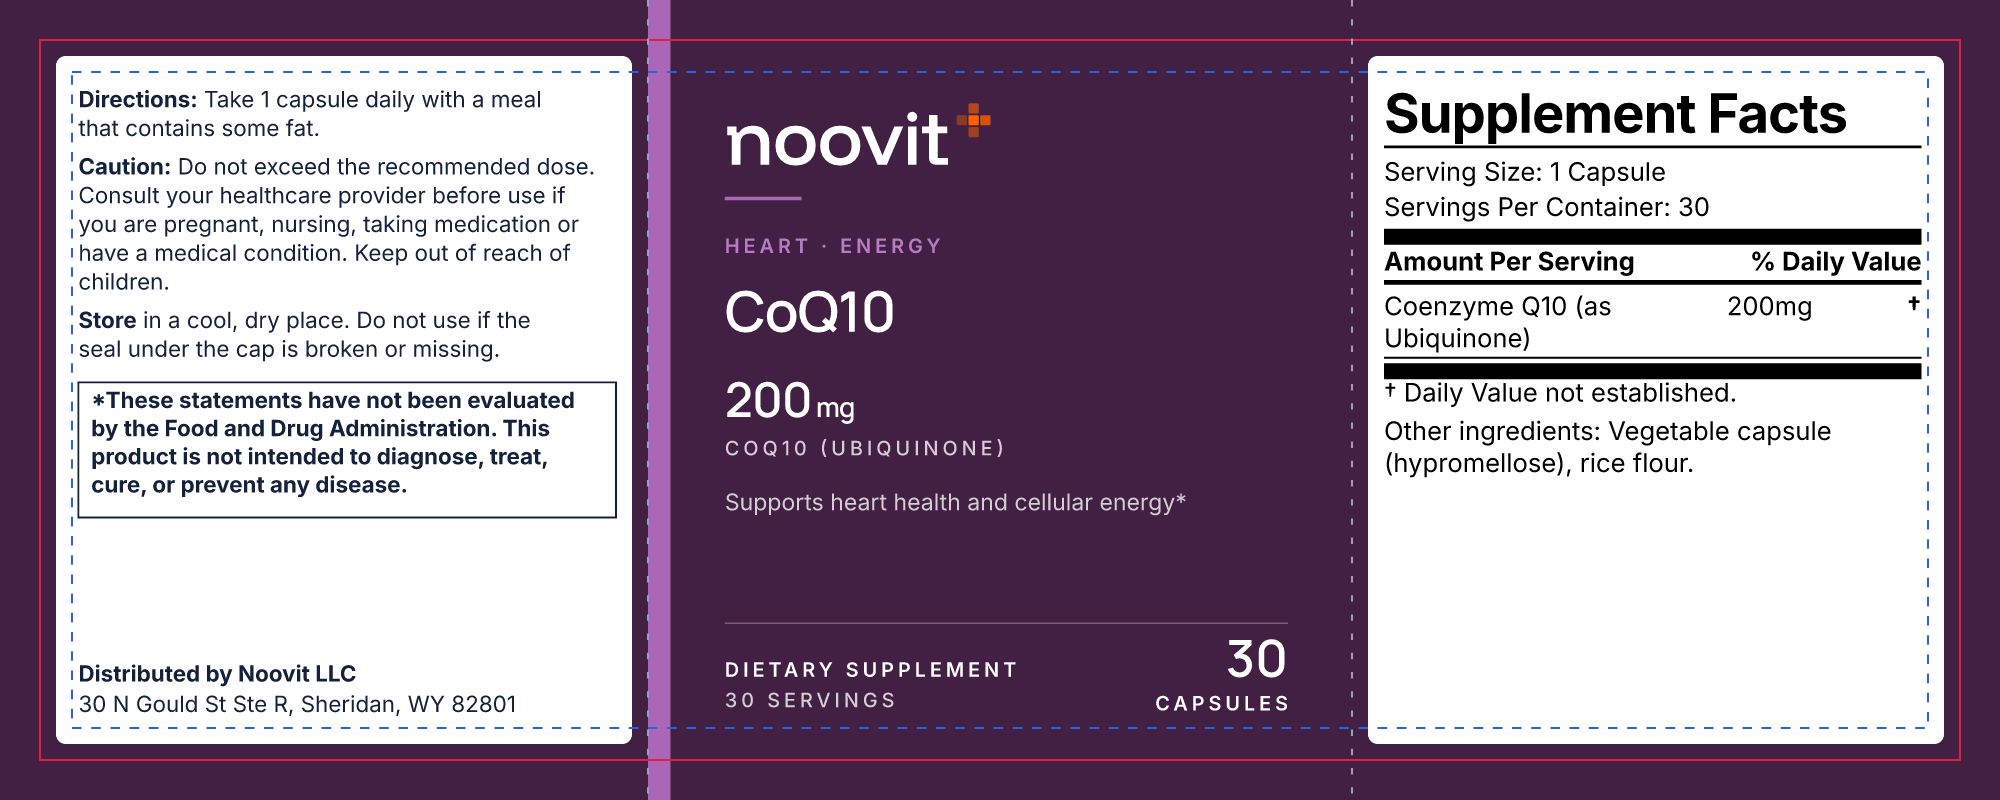 Directions: Take 1 capsule daily with a meal
that contains some fat.
Caution: Do not exceed the recommended dose.
Consult your healthcare provider before use if
you are pregnant, nursing, taking medication or
have a medical condition. Keep out of reach of
children.
Store in a cool, dry place. Do not use if the
seal under the cap is broken or missing.
*These statements have not been evaluated
by the Food and Drug Administration. This
product is not intended to diagnose, treat,
cure, or prevent any disease.
Distributed by Noovit LLC
30 N Gould St Ste R, Sheridan, WY 82801
noovit
HEART · ENERGY
CoQ10
200 mg
COQ10 (UBIQUINONE)
Supports heart health and cellular energy*
DIETARY SUPPLEMENT
30 SERVINGS
30
CAPSULES
Supplement Facts
Serving Size: 1 Capsule
Servings Per Container: 30
Amount Per Serving % Daily Value
Coenzyme Q10 (as 200mg †
Ubiquinone)
† Daily Value not established.
Other ingredients: Vegetable capsule
(hypromellose), rice flour.